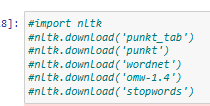 8]: #import nltk
#nltk.download('punkt_tab')
#nltk.download('punkt')
#nltk.download('wordnet')
#nltk.download('omw-1.4')
#nltk.download('stopwords')